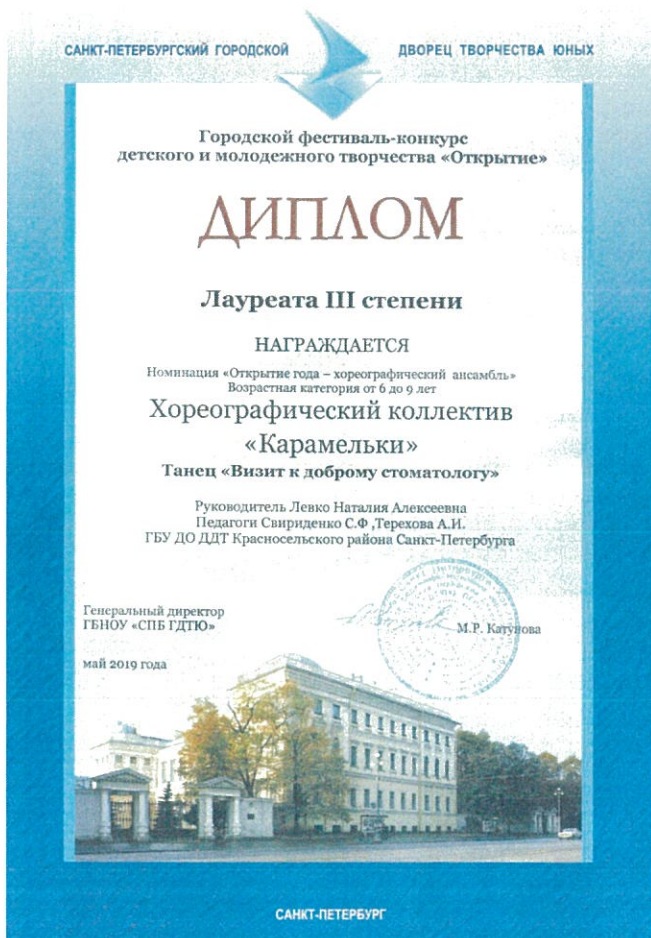 САНКТ-ПЕТЕРБУРГСКИЙ ГОРОДСКОЙ ДВОРЕЦ ТВОРЧЕСТВА ЮНЫХ
Городской фестиваль-конкурс
детского и молодежного творчества «Открытие»
ДИПЛОМ
Лауреата III степени
НАГРАЖДАЕТСЯ
Номинация «Открытие года – хореографический ансамбль»
Возрастная категория от 6 до 9 лет
Хореографический коллектив
«Карамельки»
Танец «Визит к доброму стоматологу»
Руководитель Левко Наталия Алексеевна
Педагоги Свириденко С.Ф ,Терехова А.И.
ГБУ ДО ДДТ Красносельского района Санкт-Петербурга
Генеральный директор
ГБНОУ «СПБ ГДТЮ»
М.Р. Катунова
май 2019 года
САНКТ-ПЕТЕРБУРГ